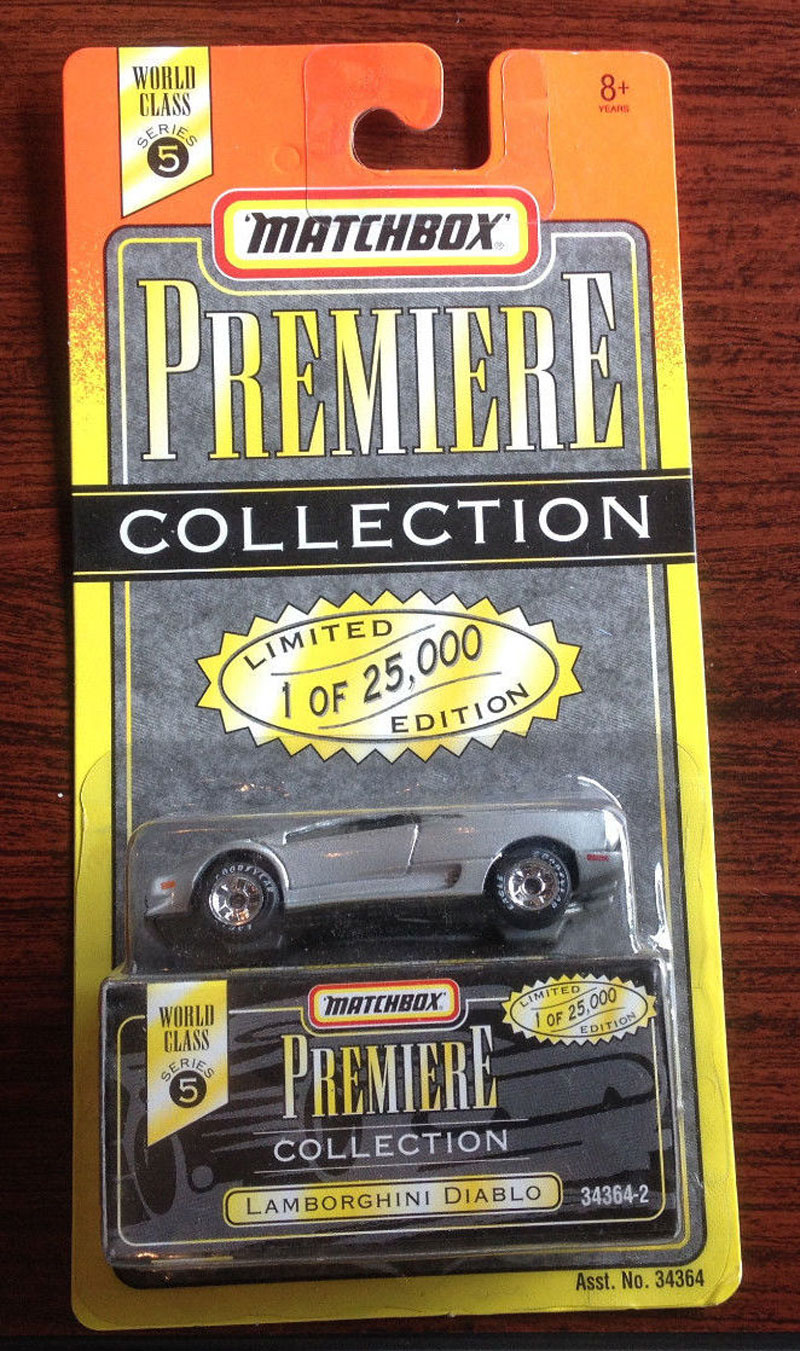 WORLD
CLASS
SERIES
5
8+
YEARS
'MATCHBOX'®
PREMIERE
COLLECTION
LIMITED
1 OF 25,000
EDITION
GOODYEAR
WORLD
CLASS
SERIES
5
'MATCHBOX'
LIMITED
1 OF 25,000
EDITION
PREMIERE
COLLECTION
LAMBORGHINI DIABLO
34364-2
Asst. No. 34364